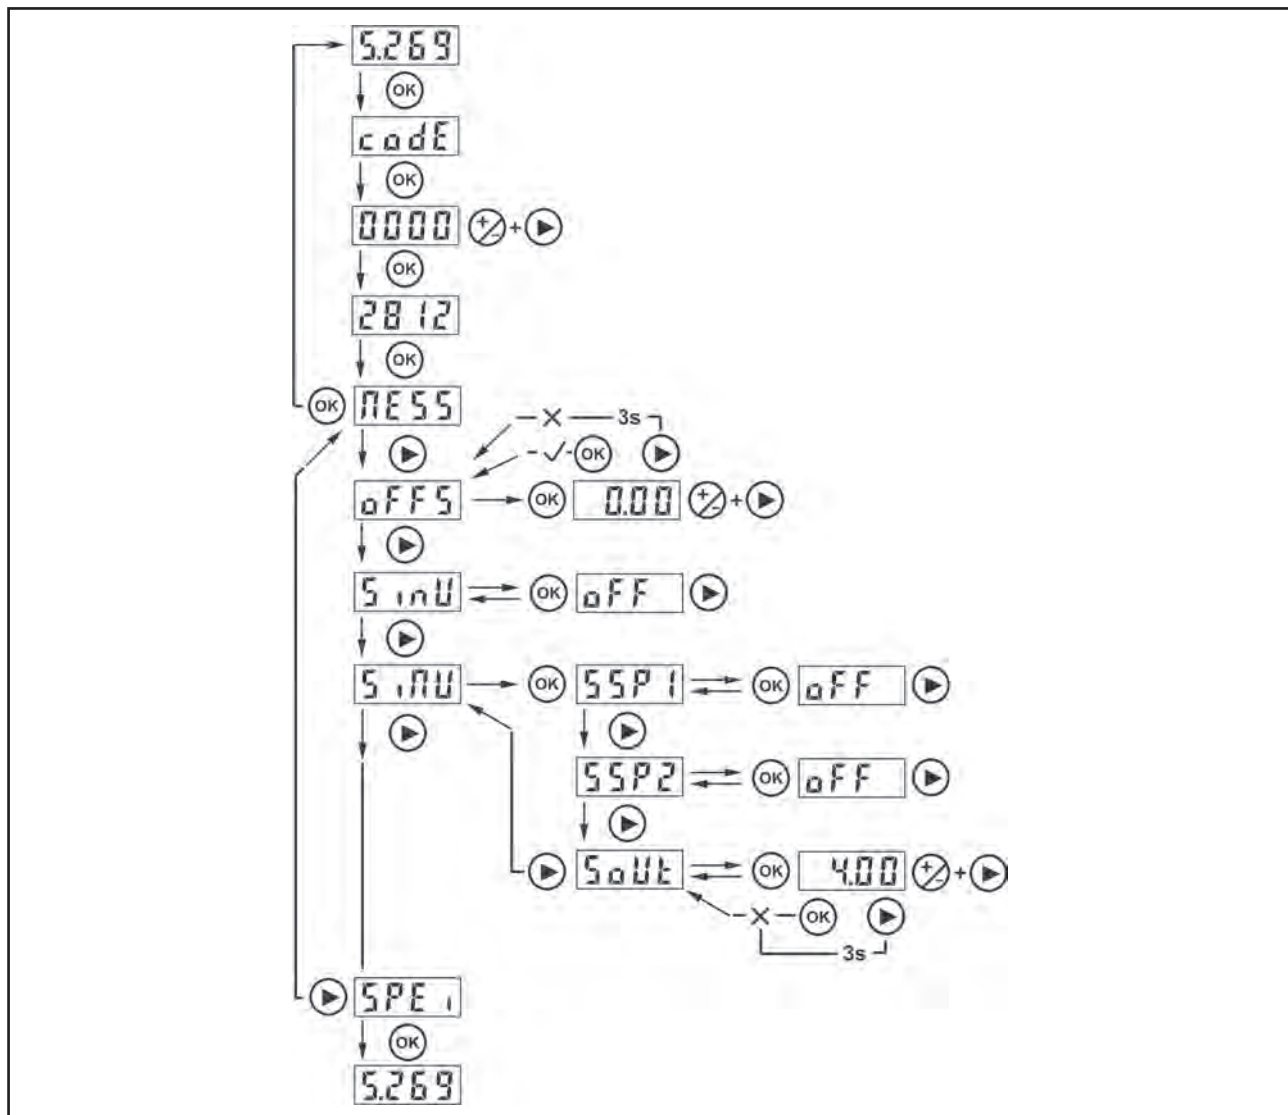 5.269
OK
codE
OK
0000 +/- +
OK
2812
OK
OK MESS
3s
OK
oFFS OK 0.00 +/- +
SinU OK oFF
SiMU OK SSP1 OK oFF
SSP2 OK oFF
SoUt OK 4.00 +/- +
OK
3s
SPEi
OK
5.269